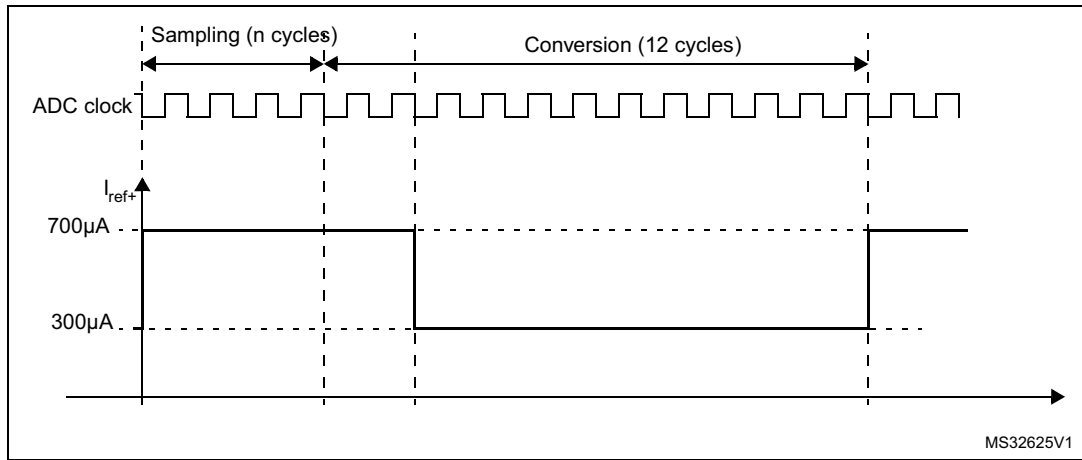 Sampling (n cycles)
Conversion (12 cycles)
ADC clock
Iref+
700µA
300µA
MS32625V1